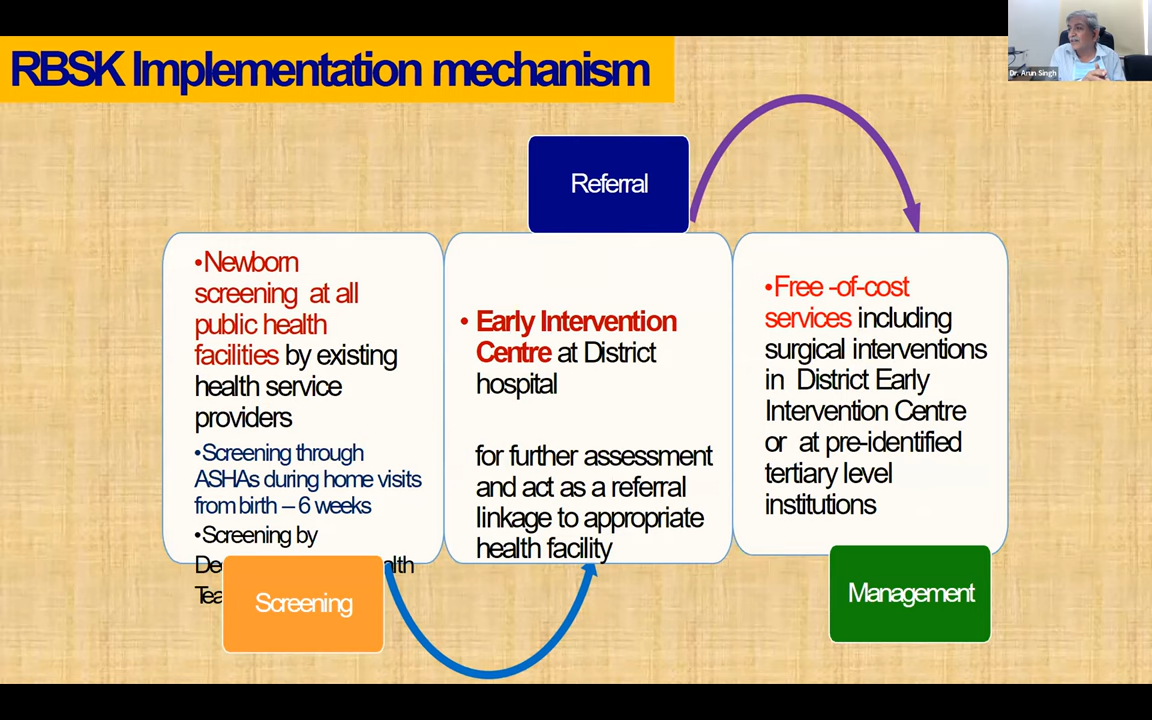 RBSK Implementation mechanism
Dr. Arun Singh
Referral
•Newborn
screening at all
public health
facilities by existing
health service
providers
•Screening through
ASHAs during home visits
from birth – 6 weeks
•Screening by
Screening
• Early Intervention
Centre at District
hospital
for further assessment
and act as a referral
linkage to appropriate
health facility
•Free -of-cost
services including
surgical interventions
in District Early
Intervention Centre
or at pre-identified
tertiary level
institutions
Management